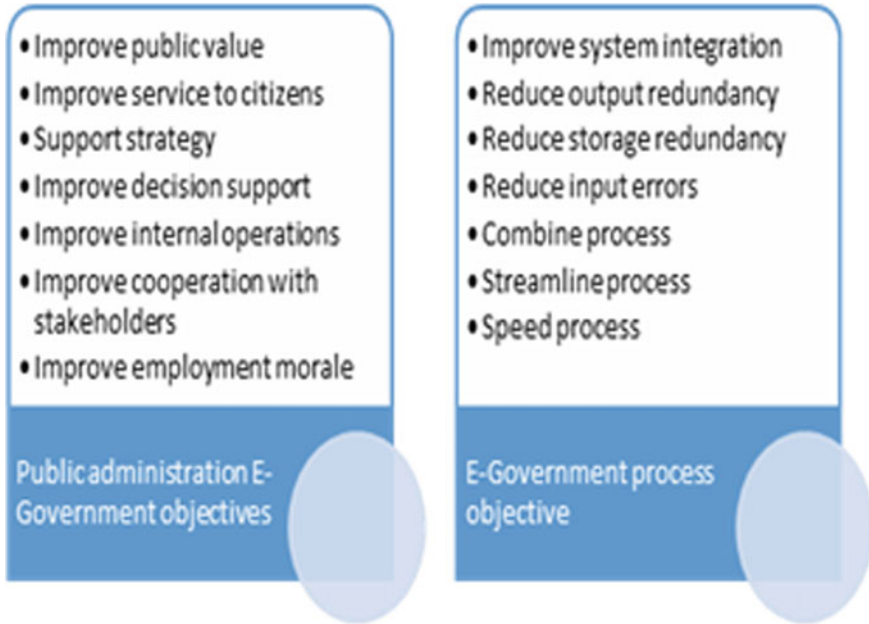 • Improve public value
• Improve service to citizens
• Support strategy
• Improve decision support
• Improve internal operations
• Improve cooperation with
stakeholders
• Improve employment morale
Public administration E-
Government objectives
• Improve system integration
• Reduce output redundancy
• Reduce storage redundancy
• Reduce input errors
• Combine process
• Streamline process
• Speed process
E-Government process
objective